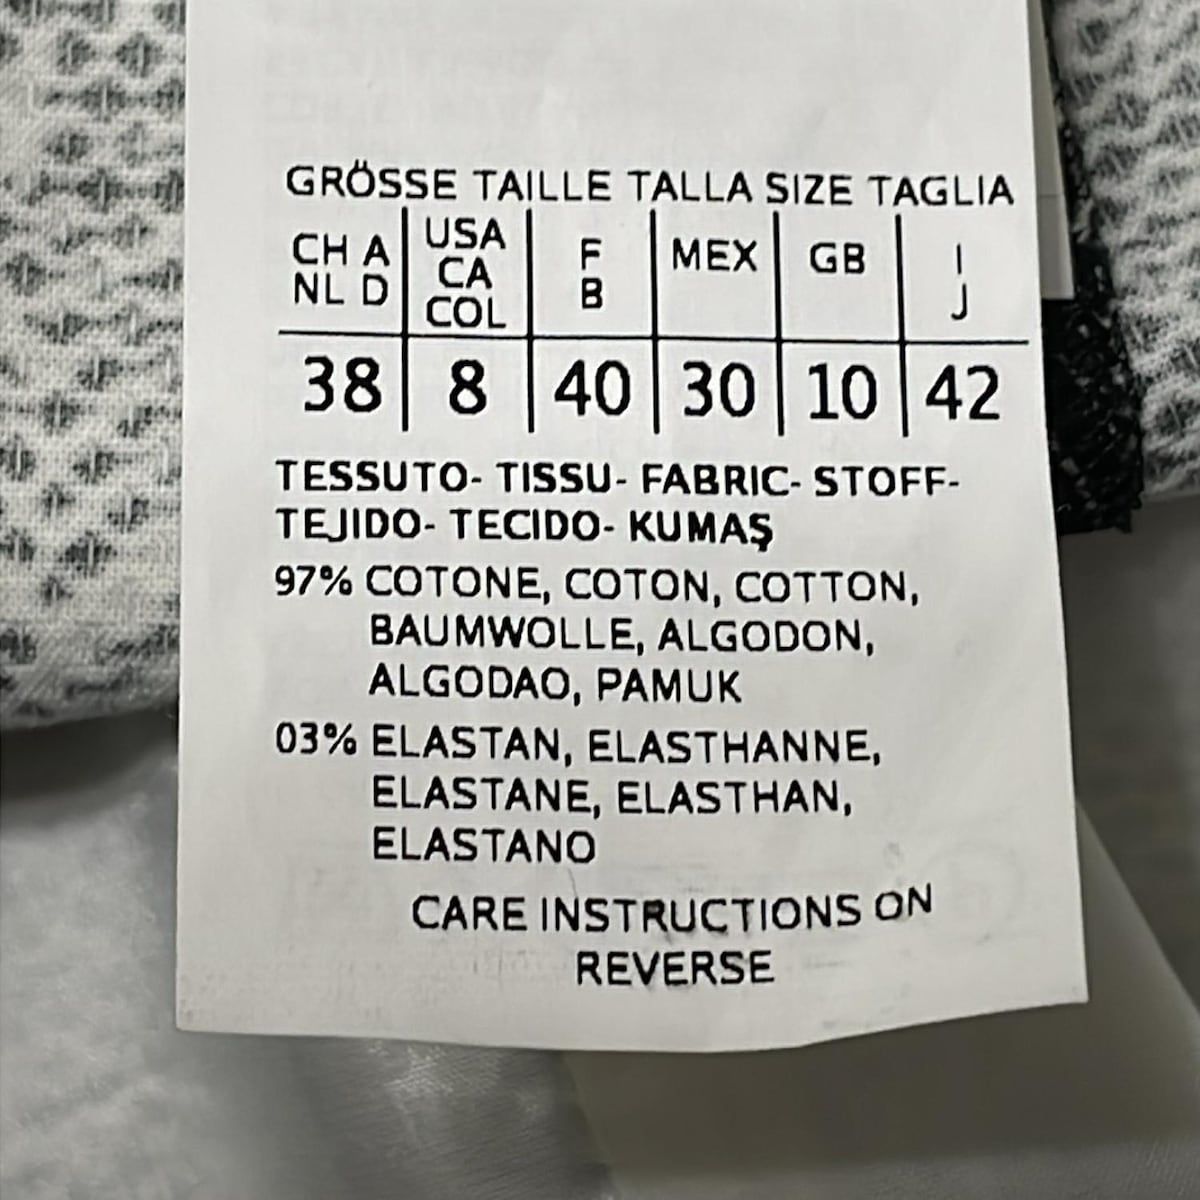 GRÖSSE TAILLE TALLA SIZE TAGLIA
CH A NL D | USA CA COL | F B | MEX | GB | I J
38 | 8 | 40 | 30 | 10 | 42
TESSUTO- TISSU- FABRIC- STOFF-
TEJIDO- TECIDO- KUMAŞ
97% COTONE, COTON, COTTON,
BAUMWOLLE, ALGODON,
ALGODAO, PAMUK
03% ELASTAN, ELASTHANNE,
ELASTANE, ELASTHAN,
ELASTANO
CARE INSTRUCTIONS ON
REVERSE